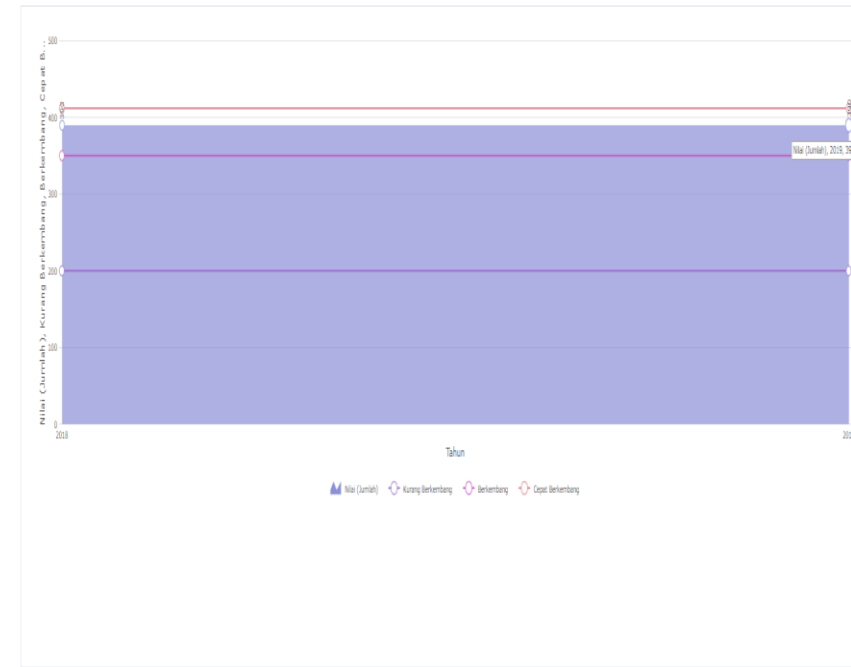 Nilai (Jumlah), Kurang Berkembang, Berkembang, Cepat B...
500
400
300
200
100
0
Nilai (Jumlah), 2019, 39
2018
201
Tahun
Nilai (Jumlah) Kurang Berkembang Berkembang Cepat Berkembang